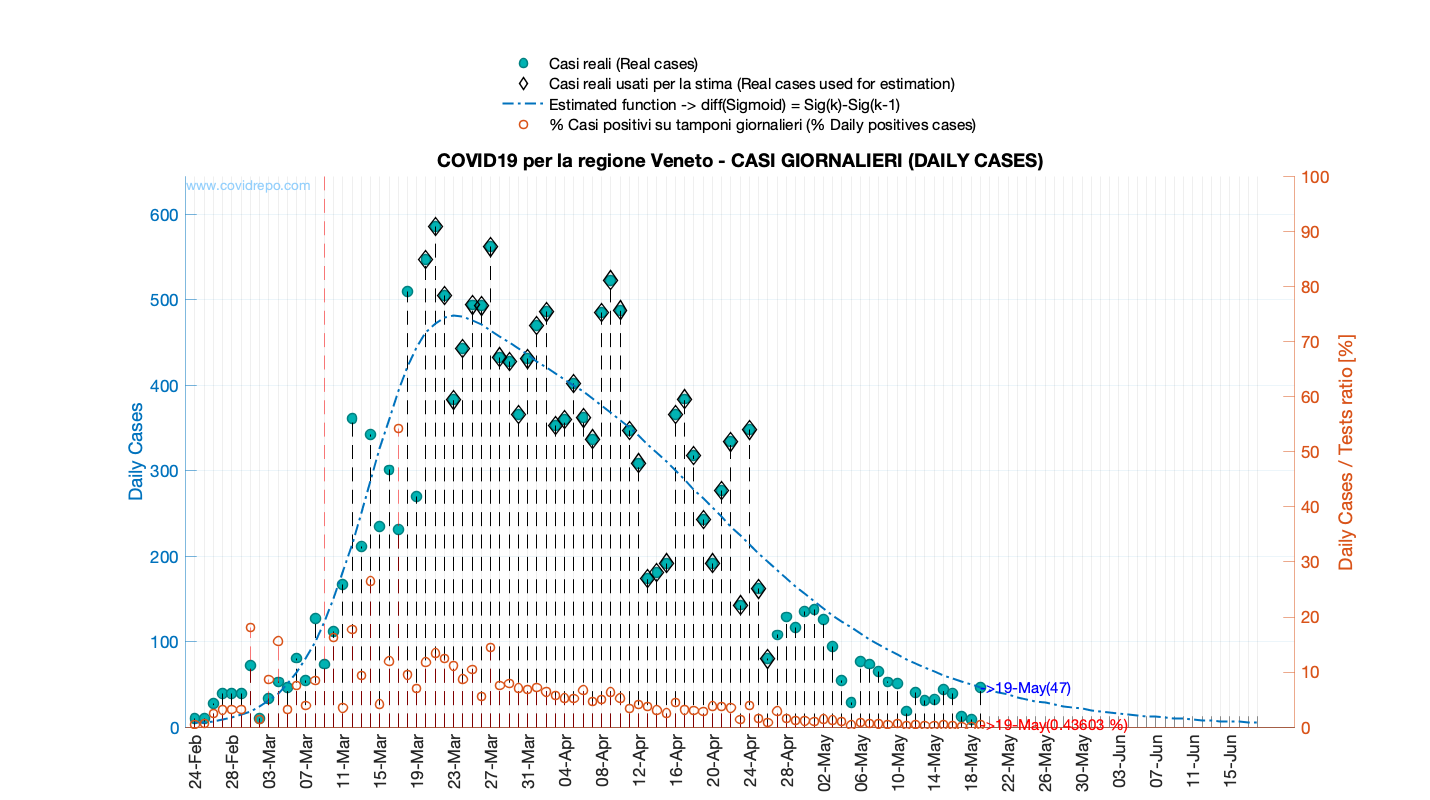 Casi reali (Real cases)
Casi reali usati per la stima (Real cases used for estimation)
Estimated function -> diff(Sigmoid) = Sig(k)-Sig(k-1)
% Casi positivi su tamponi giornalieri (% Daily positives cases)
COVID19 per la regione Veneto - CASI GIORNALIERI (DAILY CASES)
www.covidrepo.com
Daily Cases
600
500
400
300
200
100
0
100
90
80
70
60
50
40
30
20
10
0
Daily Cases / Tests ratio [%]
->19-May(47)
->19-May(0.43603 %)
24-Feb
28-Feb
03-Mar
07-Mar
11-Mar
15-Mar
19-Mar
23-Mar
27-Mar
31-Mar
04-Apr
08-Apr
12-Apr
16-Apr
20-Apr
24-Apr
28-Apr
02-May
06-May
10-May
14-May
18-May
22-May
26-May
30-May
03-Jun
07-Jun
11-Jun
15-Jun